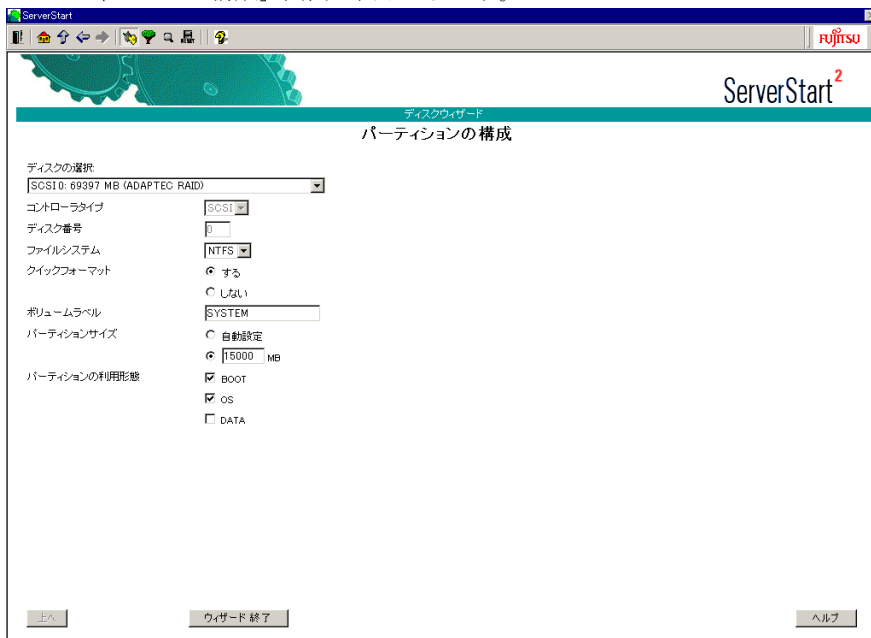 ServerStart
FUJITSU
ServerStart2
ディスクウィザード
パーティションの構成
ディスクの選択:
SCSI 0: 69397 MB (ADAPTEC RAID)
コントローラタイプ SCSI
ディスク番号 0
ファイルシステム NTFS
クイックフォーマット する
しない
ボリュームラベル SYSTEM
パーティションサイズ 自動設定
15000 MB
パーティションの利用形態 BOOT
OS
DATA
上へ ウィザード 終了 ヘルプ